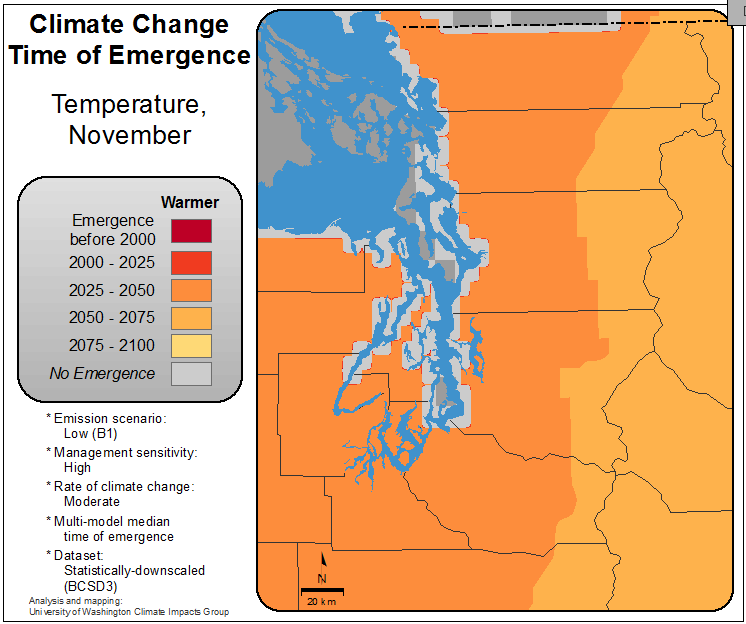 Climate Change
Time of Emergence
Temperature,
November
Warmer
Emergence
before 2000
2000 - 2025
2025 - 2050
2050 - 2075
2075 - 2100
No Emergence
* Emission scenario:
Low (B1)
* Management sensitivity:
High
* Rate of climate change:
Moderate
* Multi-model median
time of emergence
* Dataset:
Statistically-downscaled
(BCSD3)
Analysis and mapping:
University of Washington Climate Impacts Group
N
20 km